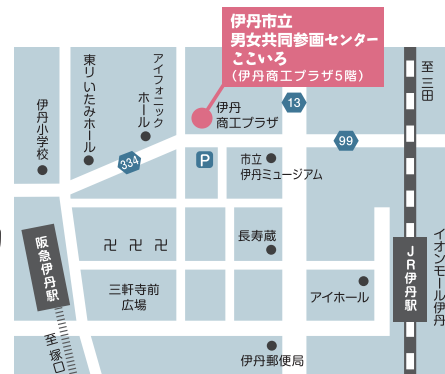 伊丹市立
男女共同参画センター
ここいろ
(伊丹商工プラザ5階)
至 三田
東リいたみホール
アイフォニック
ホール
伊丹
商工プラザ
13
伊丹小学校
334
99
P
市立
伊丹ミュージアム
阪急伊丹駅
卍 卍 卍
長寿蔵
JR伊丹駅
イオンモール伊丹
三軒寺前
広場
アイホール
至 塚口
伊丹郵便局